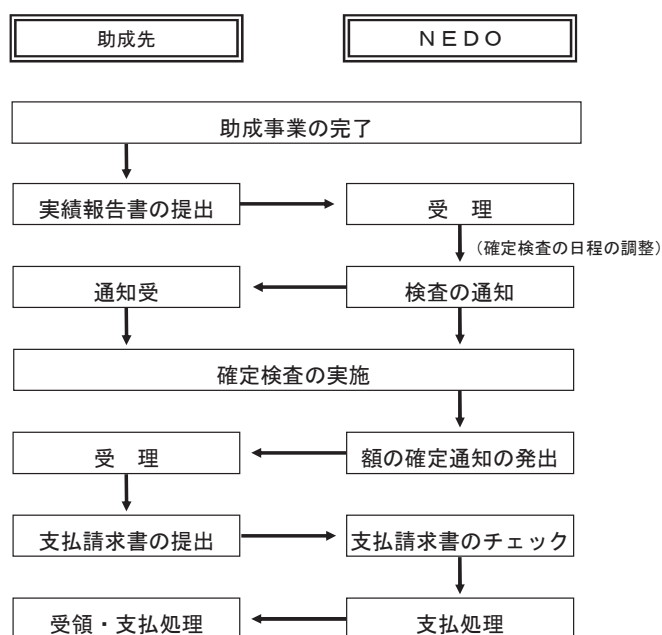 助成先
ＮＥＤＯ
助成事業の完了
実績報告書の提出
受　理
（確定検査の日程の調整）
通知受
検査の通知
確定検査の実施
受　理
額の確定通知の発出
支払請求書の提出
支払請求書のチェック
受領・支払処理
支払処理